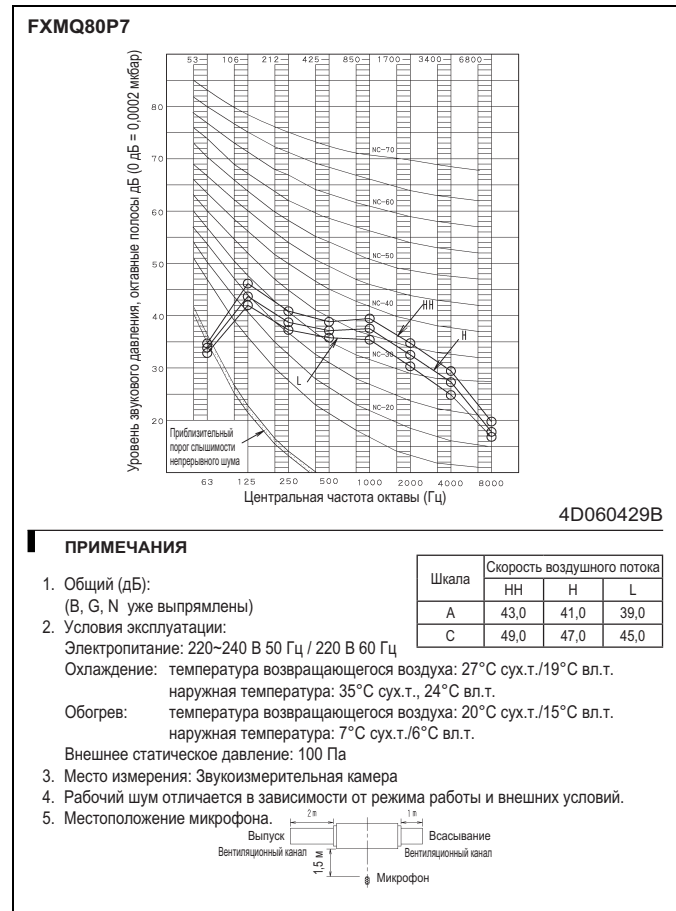 FXMQ80P7
Уровень звукового давления, октавные полосы дБ (0 дБ = 0,0002 мкбар)
53 106 212 425 850 1700 3400 6800
80
70
60
50
40
30
20
NC-70
NC-60
NC-50
NC-40
NC-30
NC-20
HH
H
L
Приблизительный
порог слышимости
непрерывного шума
63 125 250 500 1000 2000 4000 8000
Центральная частота октавы (Гц)
4D060429B
ПРИМЕЧАНИЯ
Шкала Скорость воздушного потока
HH H L
A 43,0 41,0 39,0
C 49,0 47,0 45,0
1. Общий (дБ):
(B, G, N уже выпрямлены)
2. Условия эксплуатации:
Электропитание: 220~240 В 50 Гц / 220 В 60 Гц
Охлаждение: температура возвращающегося воздуха: 27°C сух.т./19°C вл.т.
наружная температура: 35°C сух.т., 24°C вл.т.
Обогрев: температура возвращающегося воздуха: 20°C сух.т./15°C вл.т.
наружная температура: 7°C сух.т./6°C вл.т.
Внешнее статическое давление: 100 Па
3. Место измерения: Звукоизмерительная камера
4. Рабочий шум отличается в зависимости от режима работы и внешних условий.
5. Местоположение микрофона.
2 m 1 m
Выпуск Всасывание
Вентиляционный канал Вентиляционный канал
1,5 м
Микрофон